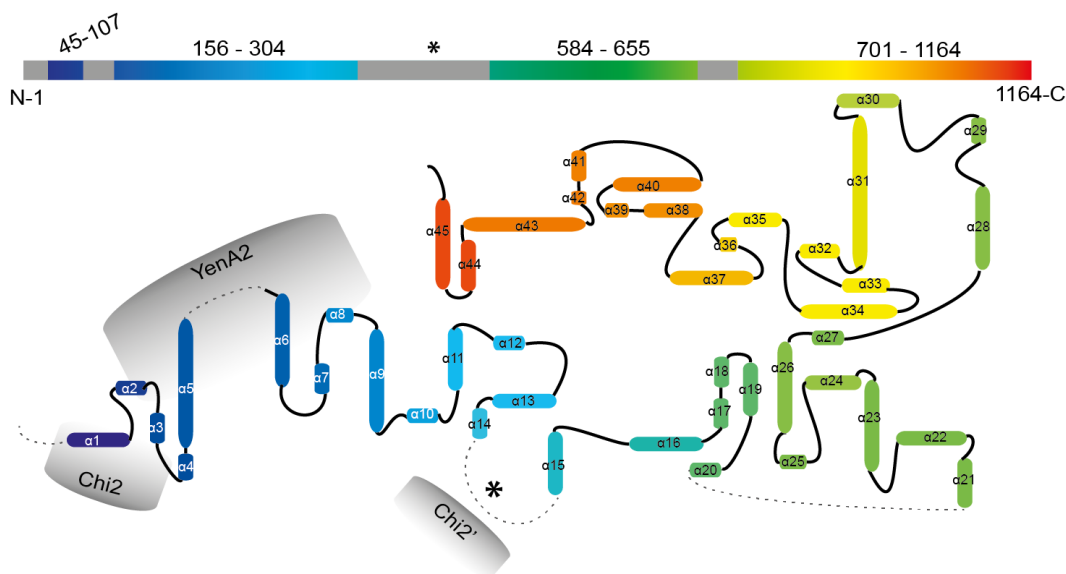 45-107
156 - 304
*
584 - 655
701 - 1164
N-1
1164-C
α30
α29
α41
α31
α40
α42
α39
α38
α35
α28
α45
α43
α36
α32
α44
α37
α33
YenA2
α34
α8
α6
α11
α12
α27
α5
α9
α18
α26
α24
α7
α19
α2
α13
α23
α10
α17
α3
α14
α1
α16
α22
α15
α4
α20
α25
α21
Chi2
*
Chi2’